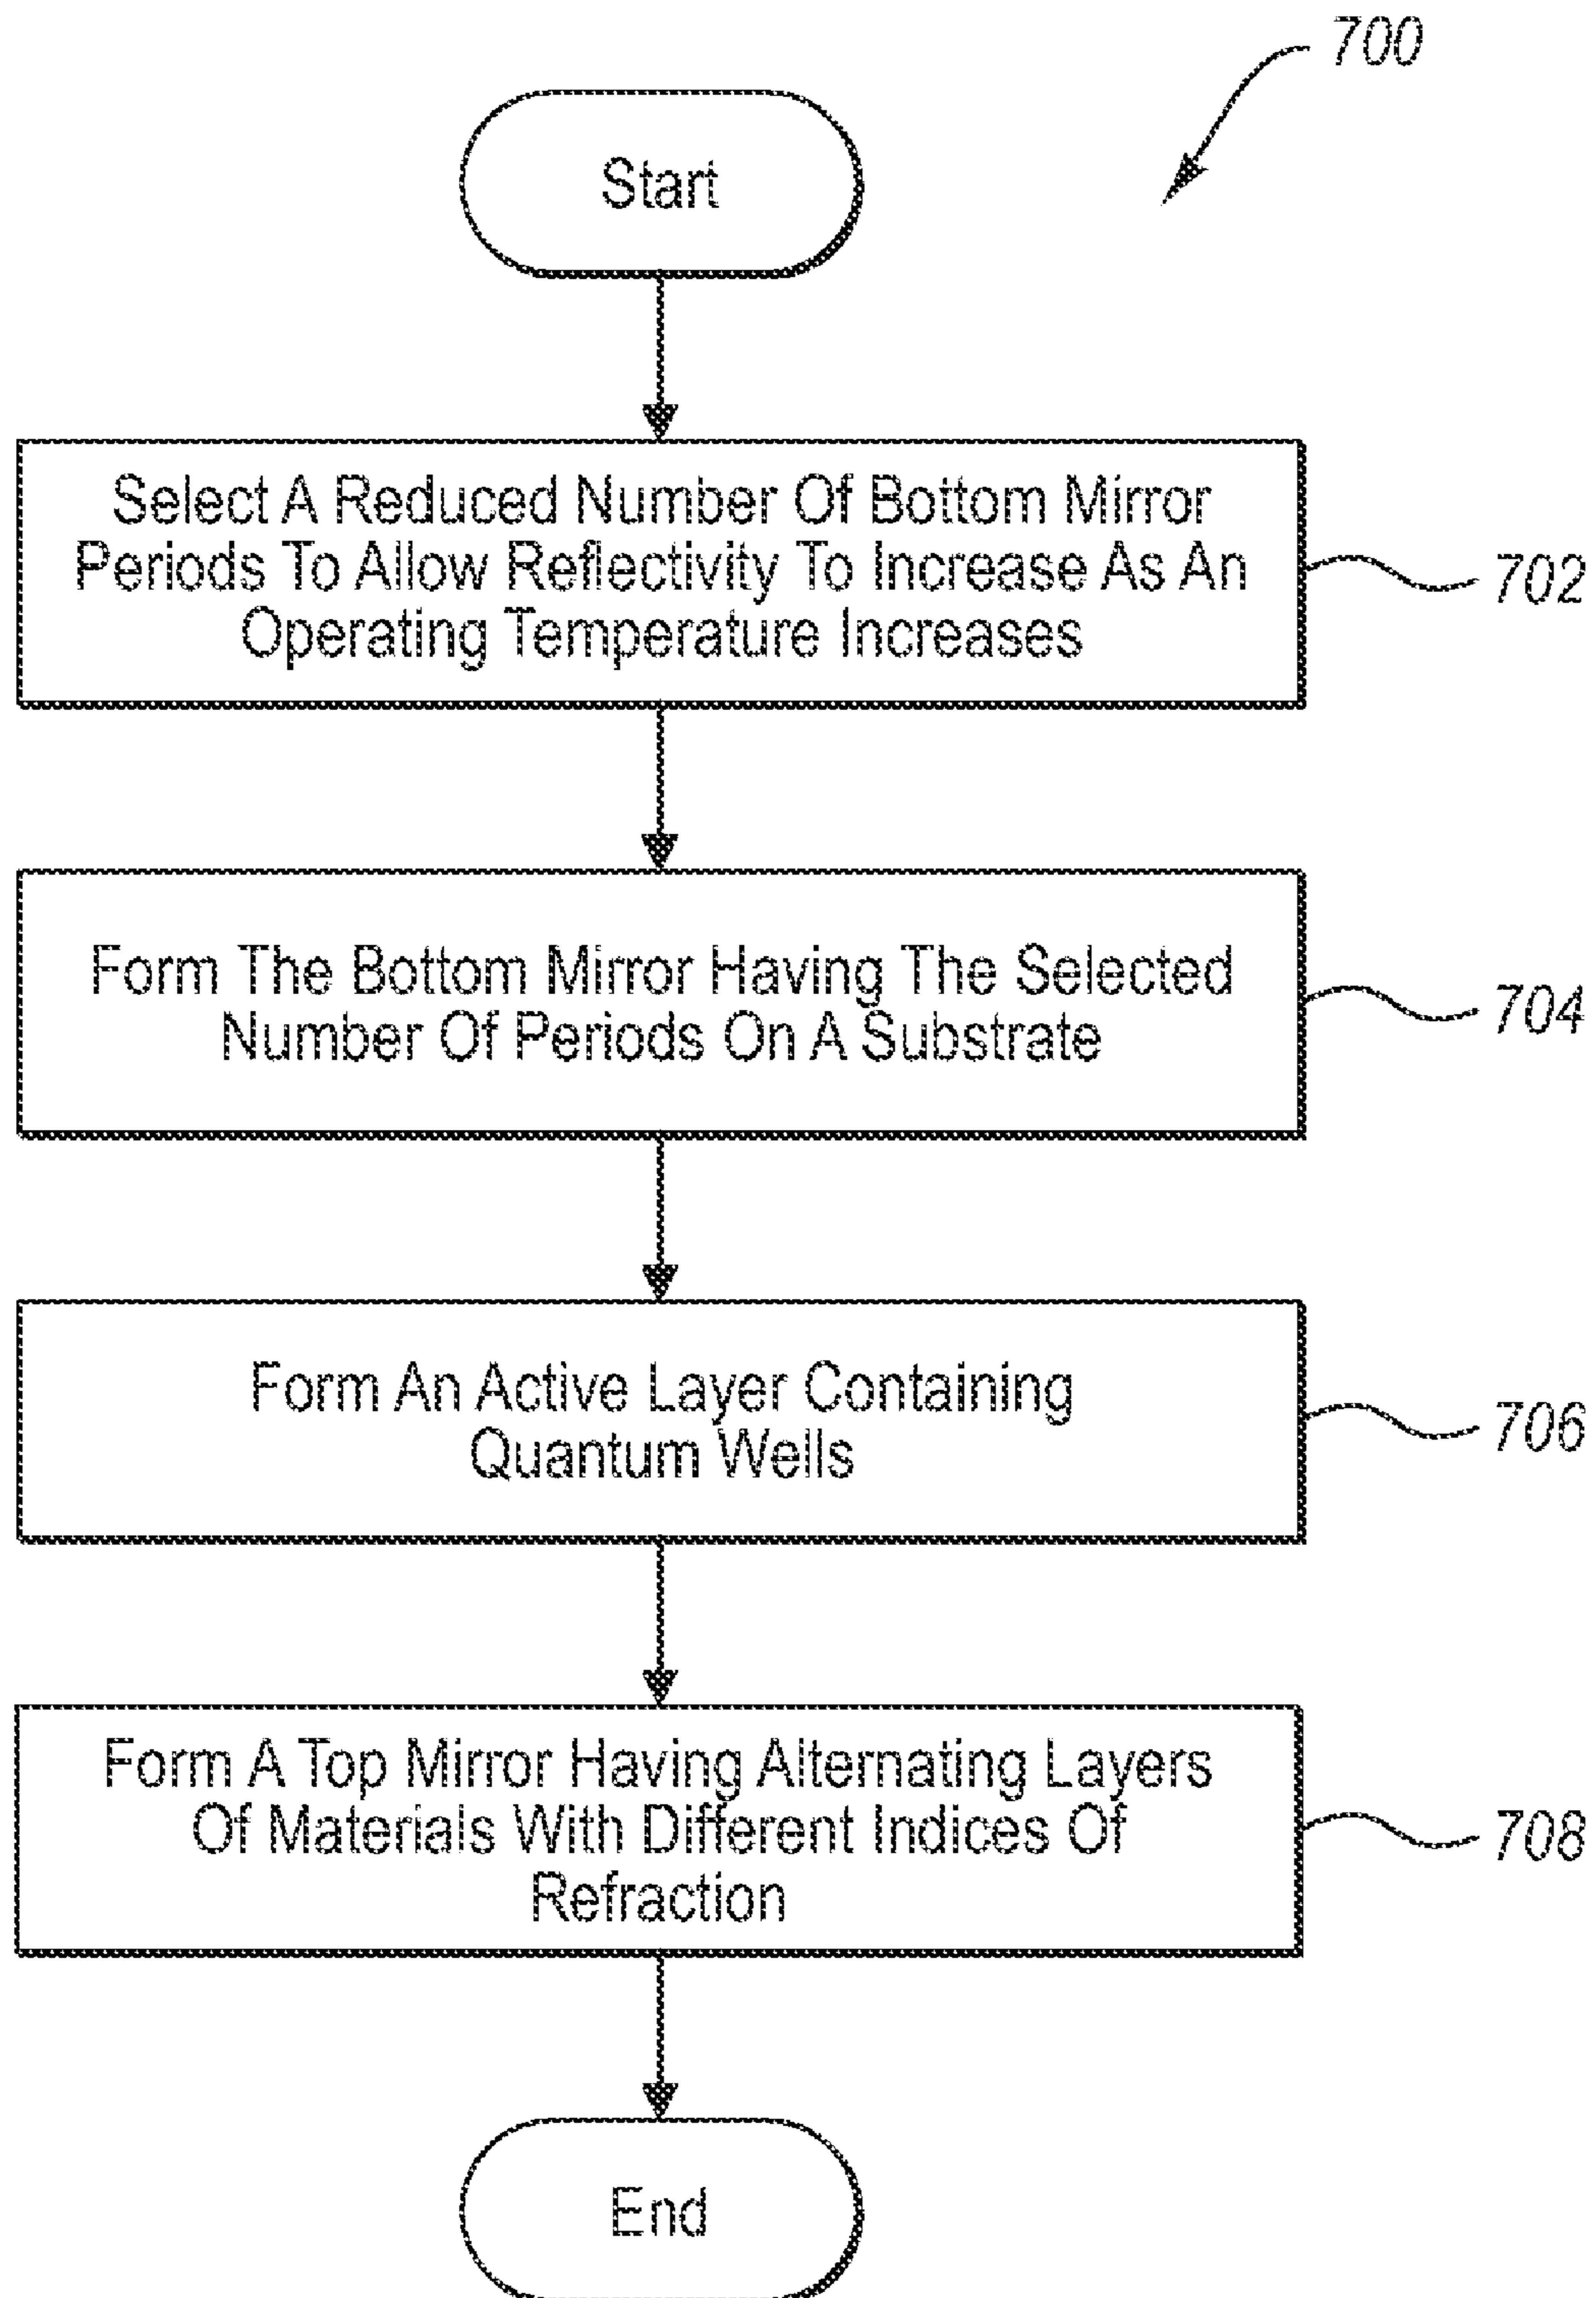 700
Start
Select A Reduced Number Of Bottom Mirror
Periods To Allow Reflectivity To Increase As An
Operating Temperature Increases
702
Form The Bottom Mirror Having The Selected
Number Of Periods On A Substrate
704
Form An Active Layer Containing
Quantum Wells
706
Form A Top Mirror Having Alternating Layers
Of Materials With Different Indices Of
Refraction
708
End